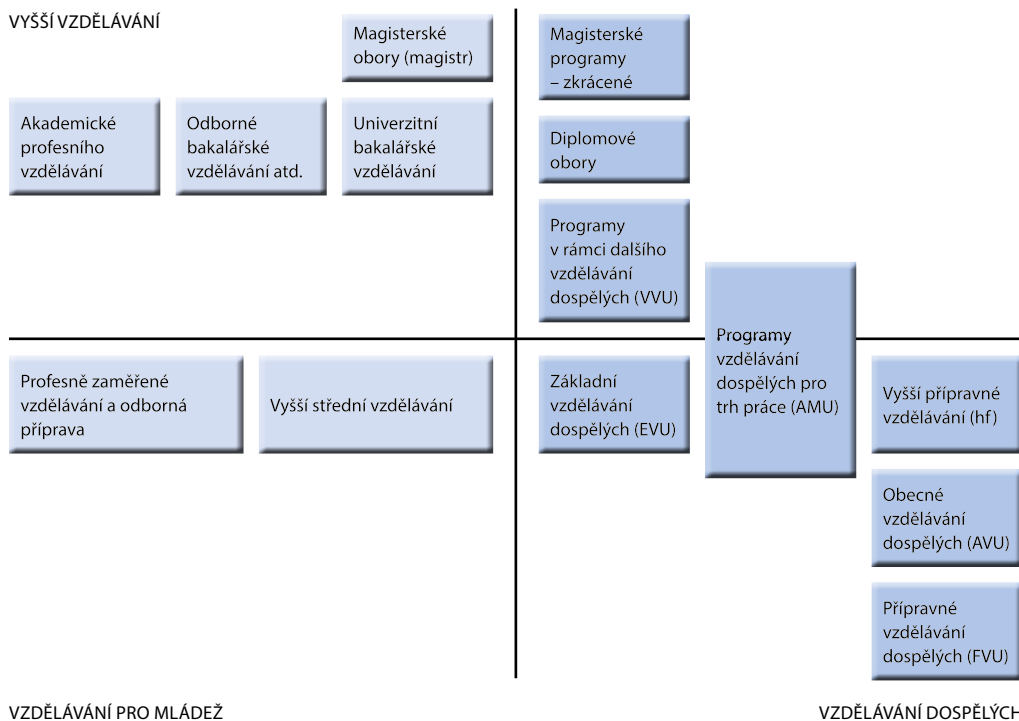 VYŠŠÍ VZDĚLÁVÁNÍ
Magisterské
obory (magistr)
Akademické
profesního
vzdělávání
Odborné
bakalářské
vzdělávání atd.
Univerzitní
bakalářské
vzdělávání
Magisterské
programy
– zkrácené
Diplomové
obory
Programy
v rámci dalšího
vzdělávání
dospělých (VVU)
Programy
vzdělávání
dospělých pro
trh práce (AMU)
Profesně zaměřené
vzdělávání a odborná
příprava
Vyšší střední vzdělávání
Základní
vzdělávání
dospělých (EVU)
Vyšší přípravné
vzdělávání (hf)
Obecné
vzdělávání
dospělých (AVU)
Přípravné
vzdělávání
dospělých (FVU)
VZDĚLÁVÁNÍ PRO MLÁDEŽ
VZDĚLÁVÁNÍ DOSPĚLÝCH